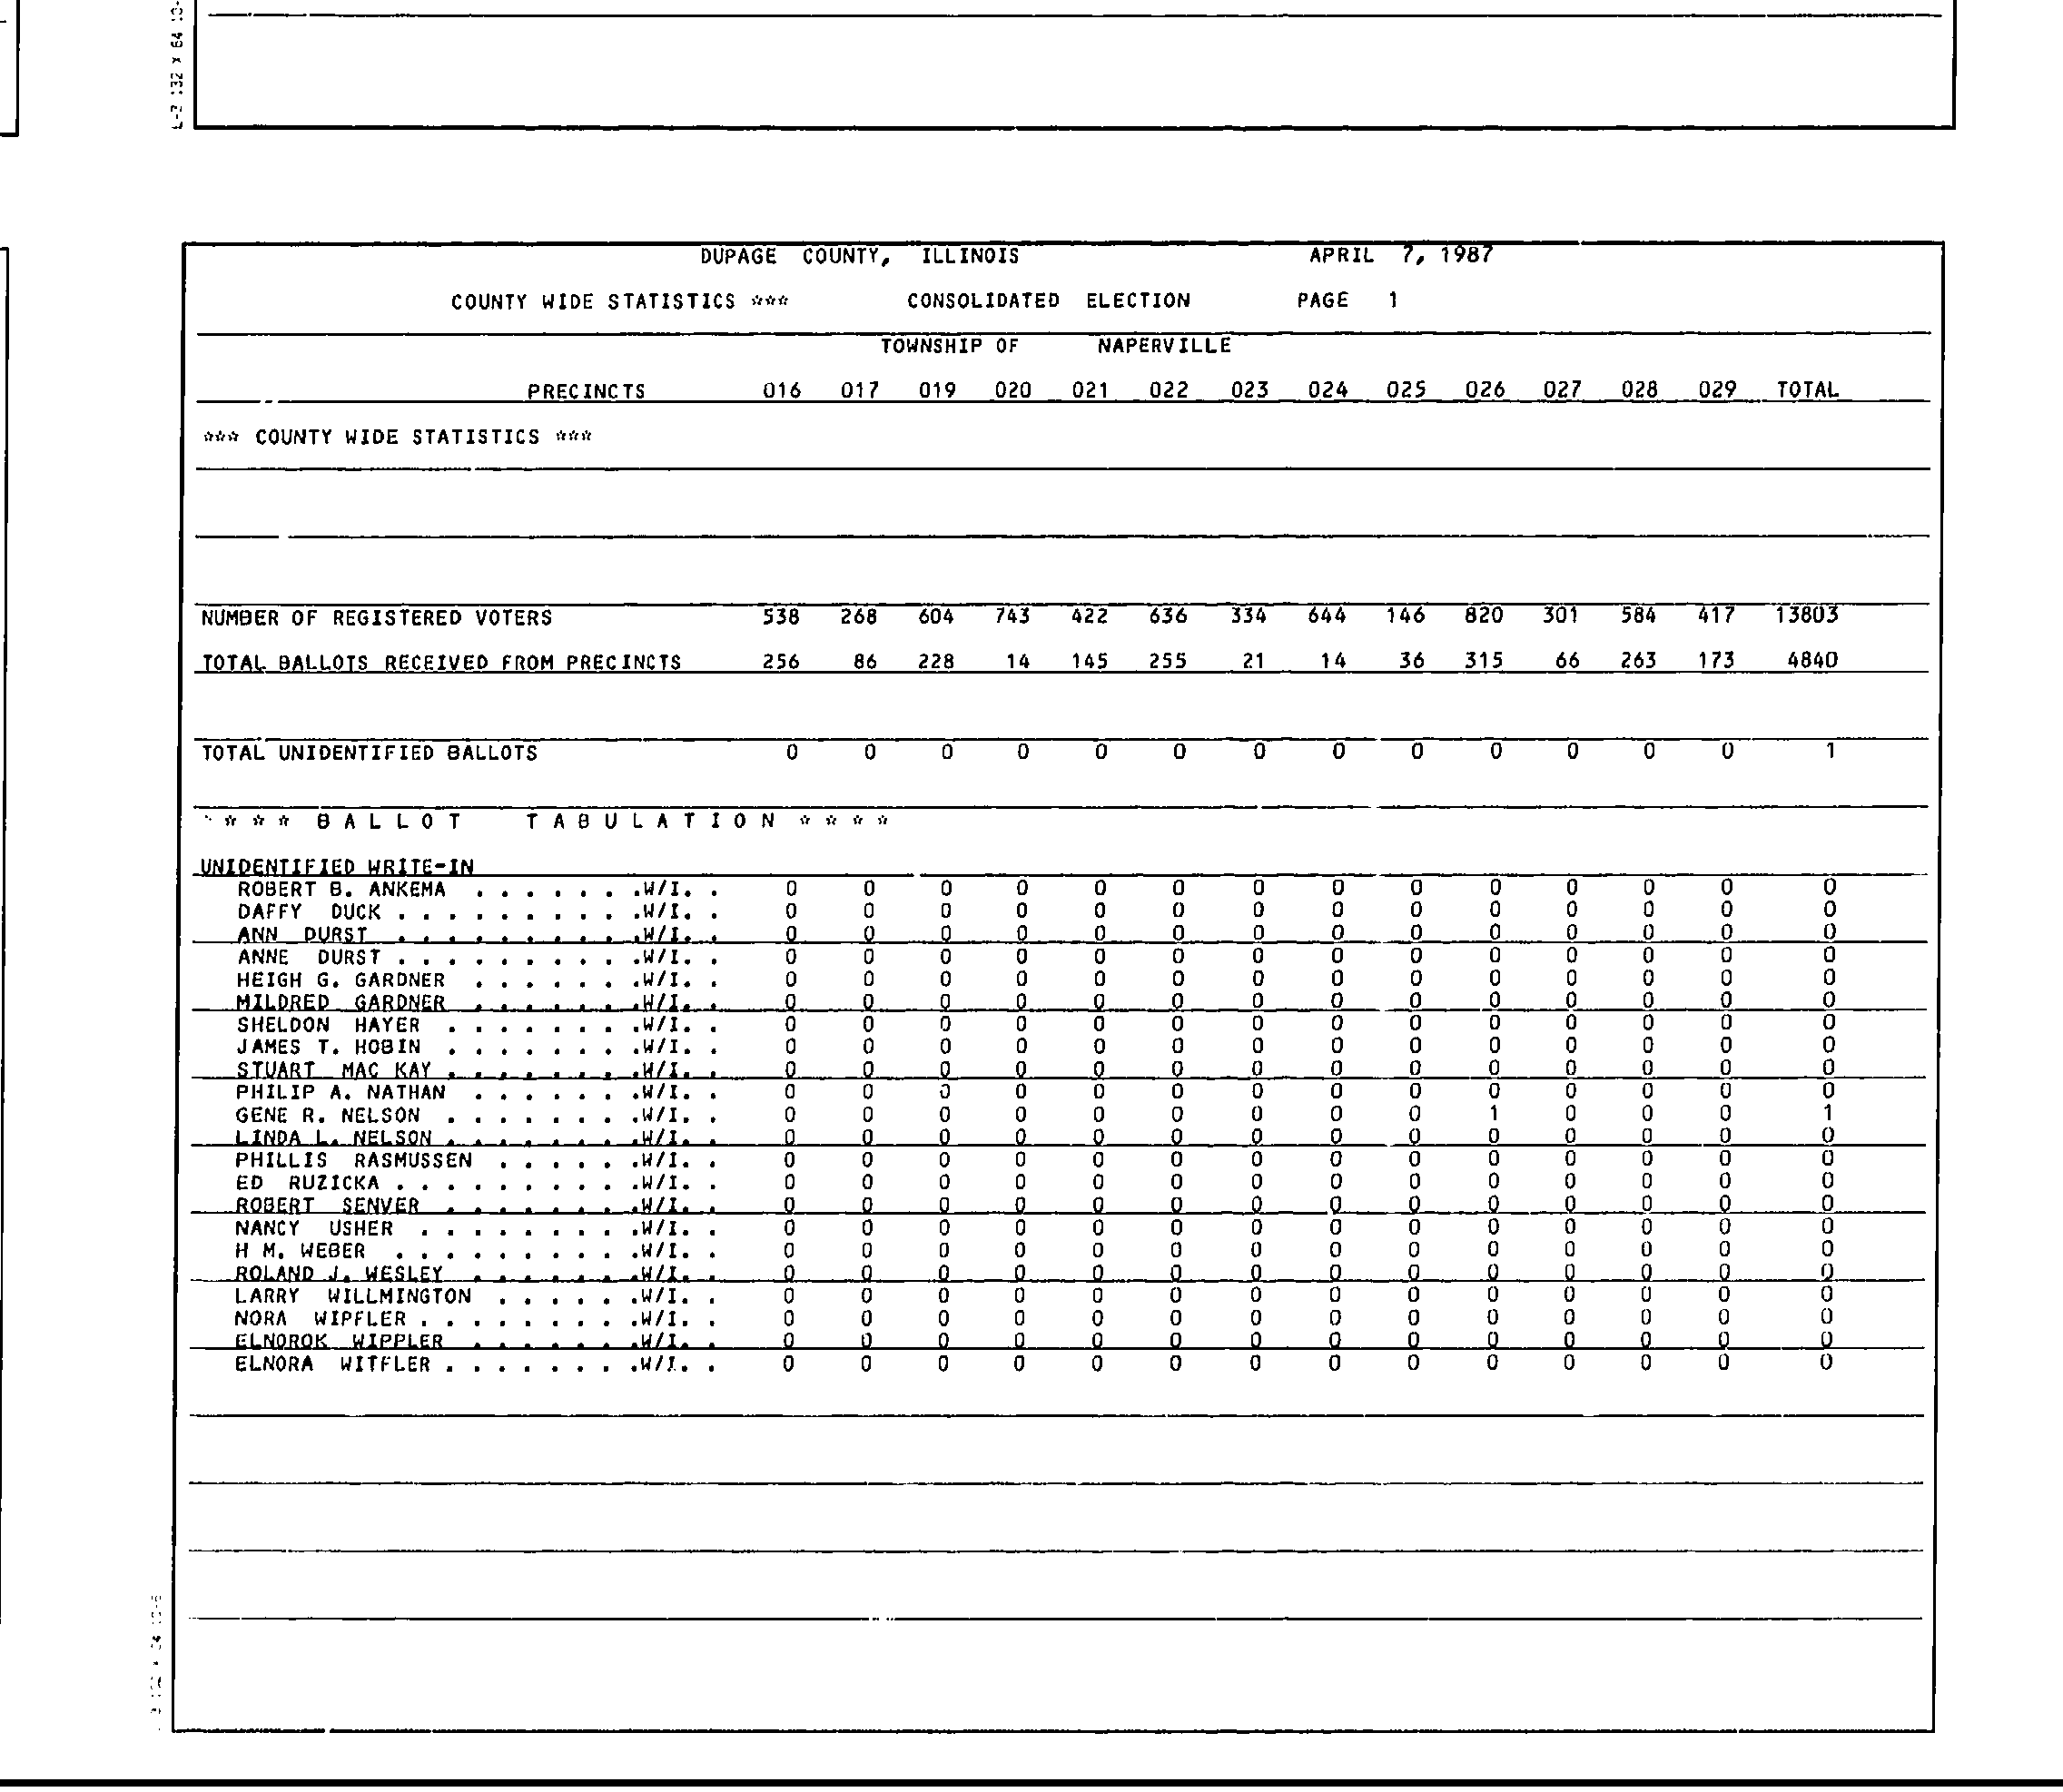 L-2 132 X 64 10-
DUPAGE COUNTY, ILLINOIS APRIL 7, 1987
COUNTY WIDE STATISTICS *** CONSOLIDATED ELECTION PAGE 1
TOWNSHIP OF NAPERVILLE
PRECINCTS 016 017 019 020 021 022 023 024 025 026 027 028 029 TOTAL
*** COUNTY WIDE STATISTICS ***
NUMBER OF REGISTERED VOTERS 538 268 604 743 422 636 334 644 146 820 301 584 417 13803
TOTAL BALLOTS RECEIVED FROM PRECINCTS 256 86 228 14 145 255 21 14 36 315 66 263 173 4840
TOTAL UNIDENTIFIED BALLOTS 0 0 0 0 0 0 0 0 0 0 0 0 0 1
* * * * B A L L O T T A B U L A T I O N * * * *
UNIDENTIFIED WRITE-IN
ROBERT B. ANKEMA . . . . . . .W/I. . 0 0 0 0 0 0 0 0 0 0 0 0 0 0
DAFFY DUCK . . . . . . . . . .W/I. . 0 0 0 0 0 0 0 0 0 0 0 0 0 0
ANN DURST . . . . . . . . . .W/I. . 0 0 0 0 0 0 0 0 0 0 0 0 0 0
ANNE DURST . . . . . . . . . .W/I. . 0 0 0 0 0 0 0 0 0 0 0 0 0 0
HEIGH G. GARDNER . . . . . . .W/I. . 0 0 0 0 0 0 0 0 0 0 0 0 0 0
MILDRED GARDNER . . . . . . .W/I. . 0 0 0 0 0 0 0 0 0 0 0 0 0 0
SHELDON HAYER . . . . . . . .W/I. . 0 0 0 0 0 0 0 0 0 0 0 0 0 0
JAMES T. HOBIN . . . . . . . .W/I. . 0 0 0 0 0 0 0 0 0 0 0 0 0 0
STUART MAC KAY . . . . . . . .W/I. . 0 0 0 0 0 0 0 0 0 0 0 0 0 0
PHILIP A. NATHAN . . . . . . .W/I. . 0 0 0 0 0 0 0 0 0 0 0 0 0 0
GENE R. NELSON . . . . . . . .W/I. . 0 0 0 0 0 0 0 0 0 1 0 0 0 1
LINDA L. NELSON . . . . . . . .W/I. . 0 0 0 0 0 0 0 0 0 0 0 0 0 0
PHILLIS RASMUSSEN . . . . . .W/I. . 0 0 0 0 0 0 0 0 0 0 0 0 0 0
ED RUZICKA . . . . . . . . . .W/I. . 0 0 0 0 0 0 0 0 0 0 0 0 0 0
ROBERT SENVER . . . . . . . .W/I. . 0 0 0 0 0 0 0 0 0 0 0 0 0 0
NANCY USHER . . . . . . . . .W/I. . 0 0 0 0 0 0 0 0 0 0 0 0 0 0
H M. WEBER . . . . . . . . . .W/I. . 0 0 0 0 0 0 0 0 0 0 0 0 0 0
ROLAND J. WESLEY . . . . . . .W/I. . 0 0 0 0 0 0 0 0 0 0 0 0 0 0
LARRY WILLMINGTON . . . . . .W/I. . 0 0 0 0 0 0 0 0 0 0 0 0 0 0
NORA WIPFLER . . . . . . . . .W/I. . 0 0 0 0 0 0 0 0 0 0 0 0 0 0
ELNOROK WIPPLER . . . . . . .W/I. . 0 0 0 0 0 0 0 0 0 0 0 0 0 0
ELNORA WITFLER . . . . . . . .W/I. . 0 0 0 0 0 0 0 0 0 0 0 0 0 0